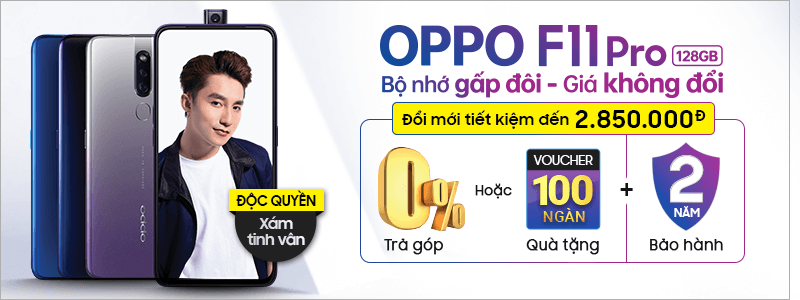 OPPO F11 Pro 128GB
Bộ nhớ gấp đôi - Giá không đổi
Đổi mới tiết kiệm đến 2.850.000Đ
0%
Trả góp
Hoặc
VOUCHER
100
NGÀN
Quà tặng
+
2
NĂM
Bảo hành
ĐỘC QUYỀN
Xám
tinh vân
oppo